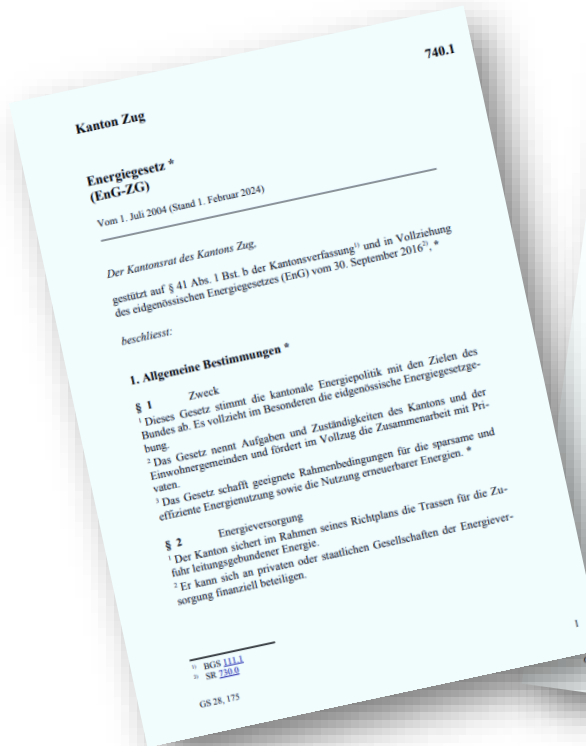 740.1
Kanton Zug
Energiegesetz *
(EnG-ZG)
Vom 1. Juli 2004 (Stand 1. Februar 2024)
Der Kantonsrat des Kantons Zug,
gestützt auf § 41 Abs. 1 Bst. b der Kantonsverfassung1) und in Vollziehung
des eidgenössischen Energiegesetzes (EnG) vom 30. September 20162), *
beschliesst:
1. Allgemeine Bestimmungen *
§ 1 Zweck
1 Dieses Gesetz stimmt die kantonale Energiepolitik mit den Zielen des
Bundes ab. Es vollzieht im Besonderen die eidgenössische Energiegesetzge-
bung.
2 Das Gesetz nennt Aufgaben und Zuständigkeiten des Kantons und der
Einwohnergemeinden und fördert im Vollzug die Zusammenarbeit mit Pri-
vaten.
3 Das Gesetz schafft geeignete Rahmenbedingungen für die sparsame und
effiziente Energienutzung sowie die Nutzung erneuerbarer Energien. *
§ 2 Energieversorgung
1 Der Kanton sichert im Rahmen seines Richtplans die Trassen für die Zu-
fuhr leitungsgebundener Energie.
2 Er kann sich an privaten oder staatlichen Gesellschaften der Energiever-
sorgung finanziell beteiligen.
1) BGS 111.1
2) SR 730.0
GS 28, 175
1